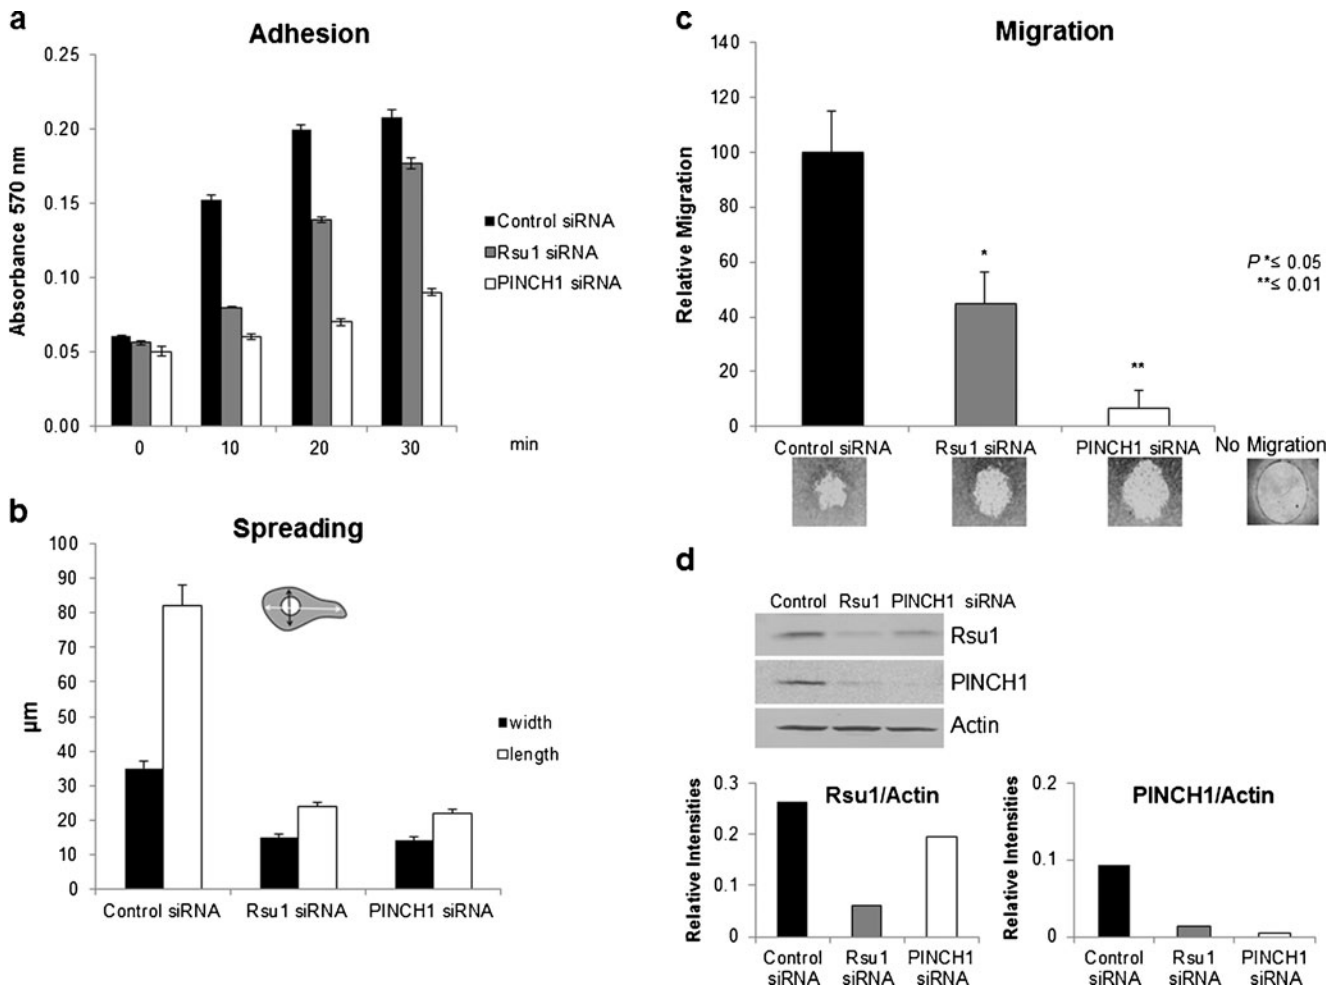 a
Adhesion
Absorbance 570 nm
0.25
0.20
0.15
0.10
0.05
0.00
0 10 20 30 min
Control siRNA
Rsu1 siRNA
PINCH1 siRNA
b
Spreading
µm
100
90
80
70
60
50
40
30
20
10
0
width
length
Control siRNA Rsu1 siRNA PINCH1 siRNA
c
Migration
Relative Migration
140
120
100
80
60
40
20
0
*
**
P *≤ 0.05
**≤ 0.01
Control siRNA Rsu1 siRNA PINCH1 siRNA No Migration
d
Control Rsu1 PINCH1 siRNA
Rsu1
PINCH1
Actin
Relative Intensities
0.3
0.2
0.1
0
Rsu1/Actin
Control siRNA
Rsu1 siRNA
PINCH1 siRNA
Relative Intensities
0.2
0.1
0
PINCH1/Actin
Control siRNA
Rsu1 siRNA
PINCH1 siRNA